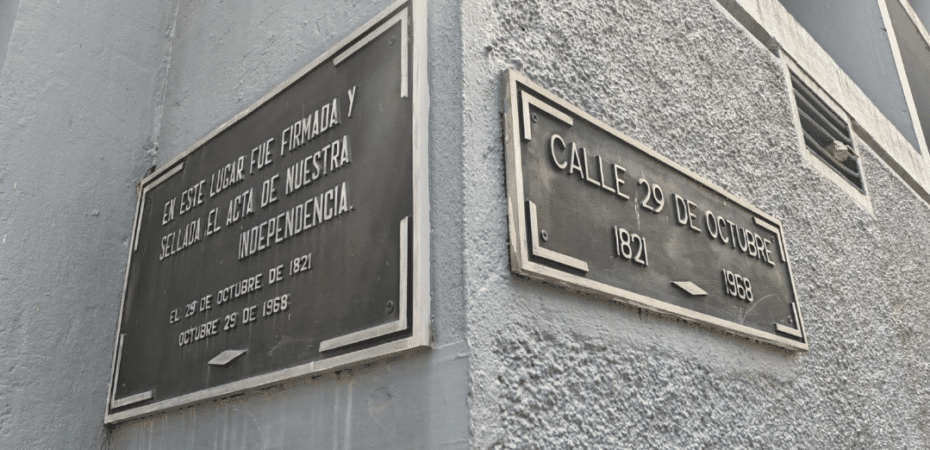 EN ESTE LUGAR FUE FIRMADA Y
SELLADA EL ACTA DE NUESTRA
INDEPENDENCIA.
EL 29 DE OCTUBRE DE 1821
OCTUBRE 29 DE 1968
CALLE 29 DE OCTUBRE
1821 1968